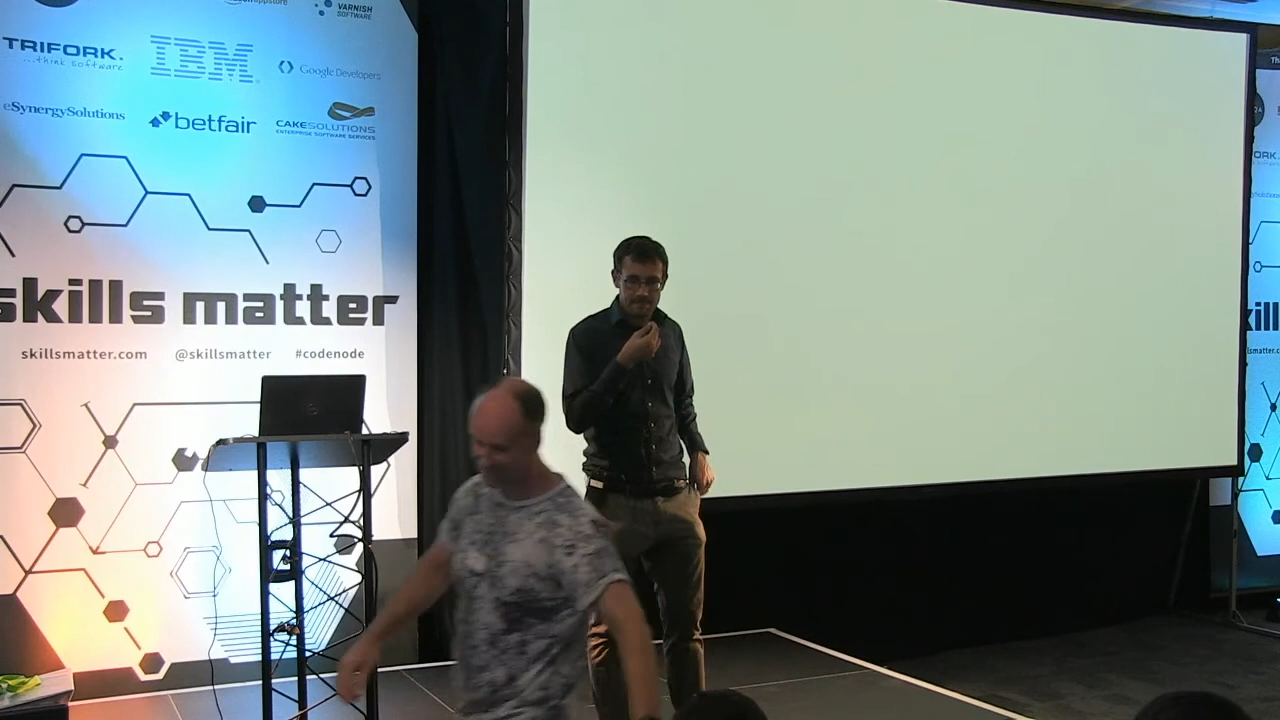 VARNISH
SOFTWARE
TRIFORK.
...think software
IBM
Google Developers
eSynergySolutions
betfair
CAKESOLUTIONS
ENTERPRISE SOFTWARE SERVICES
skills matter
skillsmatter.com @skillsmatter #codenode